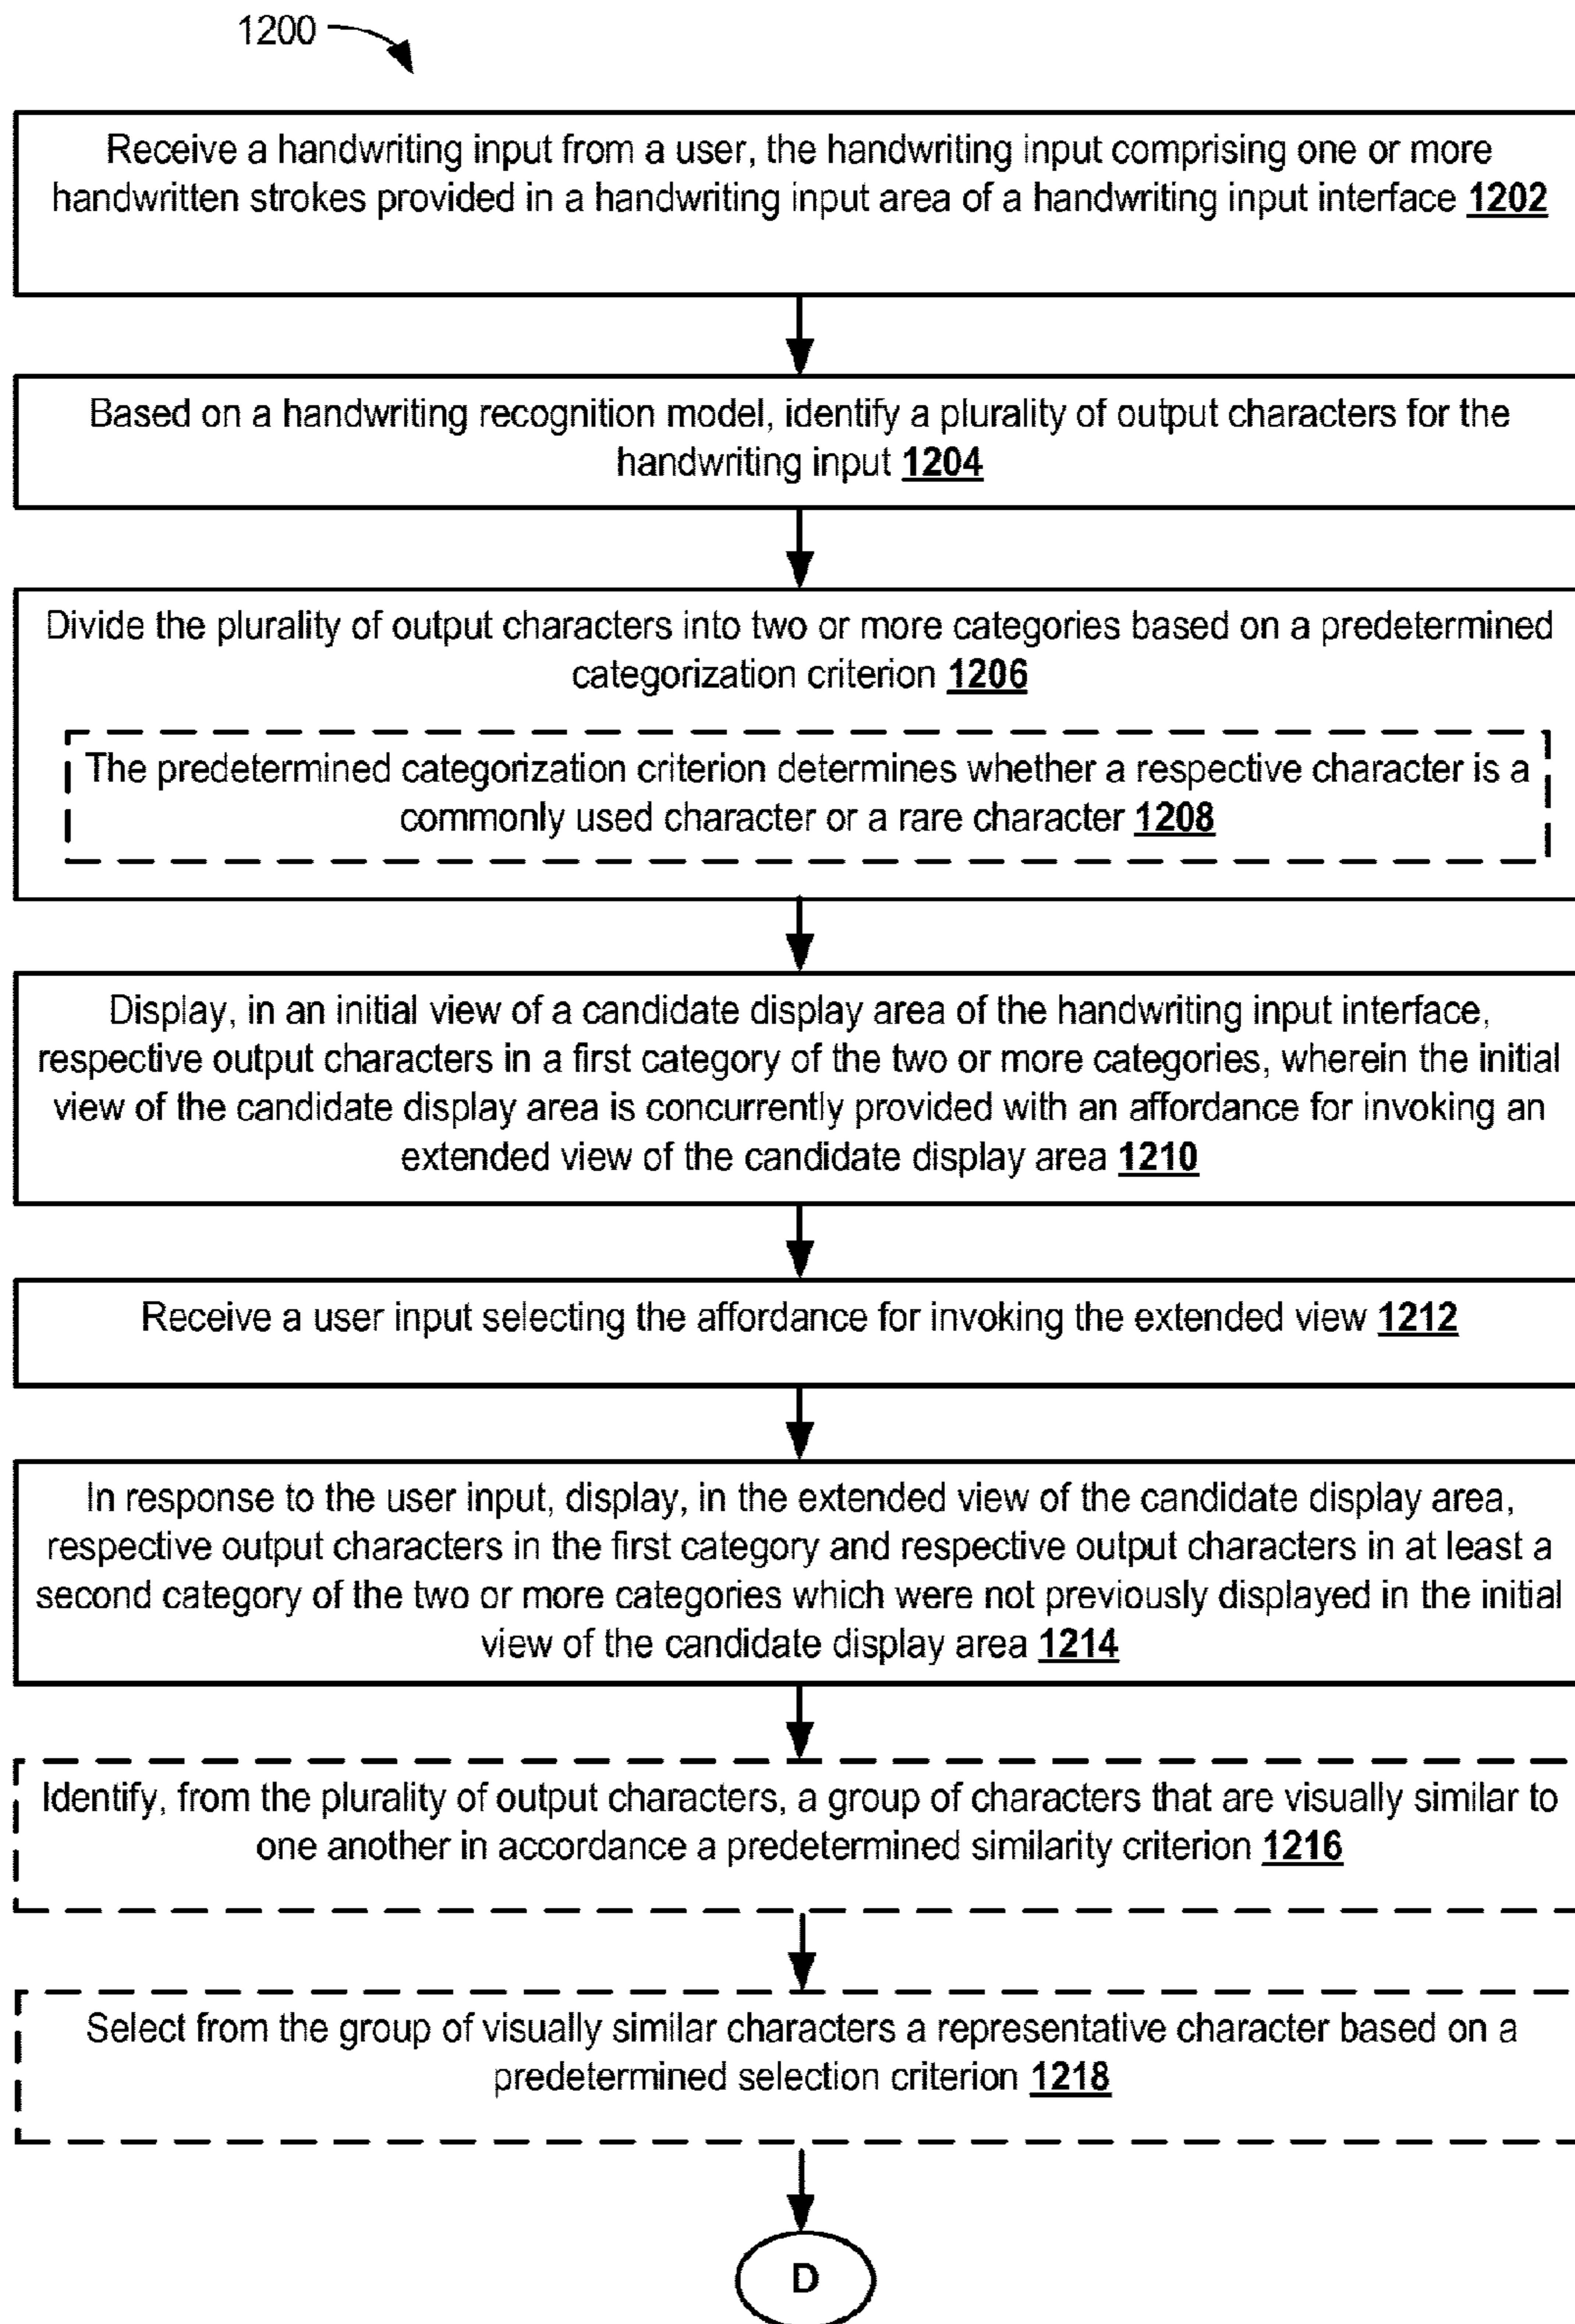 1200
Receive a handwriting input from a user, the handwriting input comprising one or more
handwritten strokes provided in a handwriting input area of a handwriting input interface 1202
Based on a handwriting recognition model, identify a plurality of output characters for the
handwriting input 1204
Divide the plurality of output characters into two or more categories based on a predetermined
categorization criterion 1206
The predetermined categorization criterion determines whether a respective character is a
commonly used character or a rare character 1208
Display, in an initial view of a candidate display area of the handwriting input interface,
respective output characters in a first category of the two or more categories, wherein the initial
view of the candidate display area is concurrently provided with an affordance for invoking an
extended view of the candidate display area 1210
Receive a user input selecting the affordance for invoking the extended view 1212
In response to the user input, display, in the extended view of the candidate display area,
respective output characters in the first category and respective output characters in at least a
second category of the two or more categories which were not previously displayed in the initial
view of the candidate display area 1214
Identify, from the plurality of output characters, a group of characters that are visually similar to
one another in accordance a predetermined similarity criterion 1216
Select from the group of visually similar characters a representative character based on a
predetermined selection criterion 1218
D